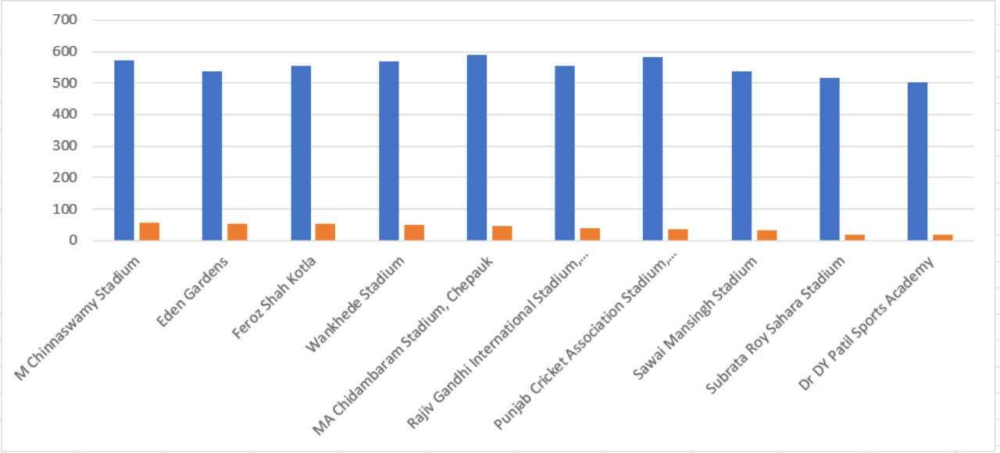 700
600
500
400
300
200
100
0
M Chinnaswamy Stadium
Eden Gardens
Feroz Shah Kotla
Wankhede Stadium
MA Chidambaram Stadium, Chepauk
Rajiv Gandhi International Stadium,...
Punjab Cricket Association Stadium,...
Sawai Mansingh Stadium
Subrata Roy Sahara Stadium
Dr DY Patil Sports Academy